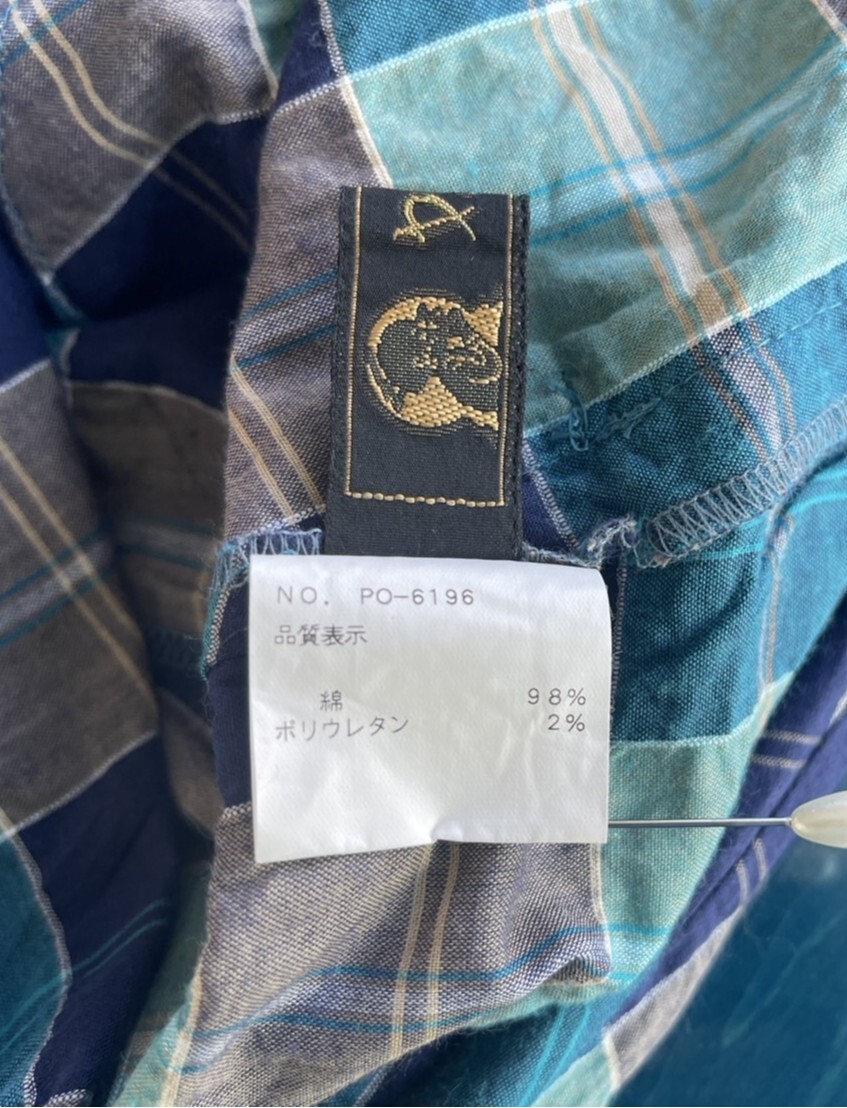 NO. PO-6196
品質表示
綿 98%
ポリウレタン 2%